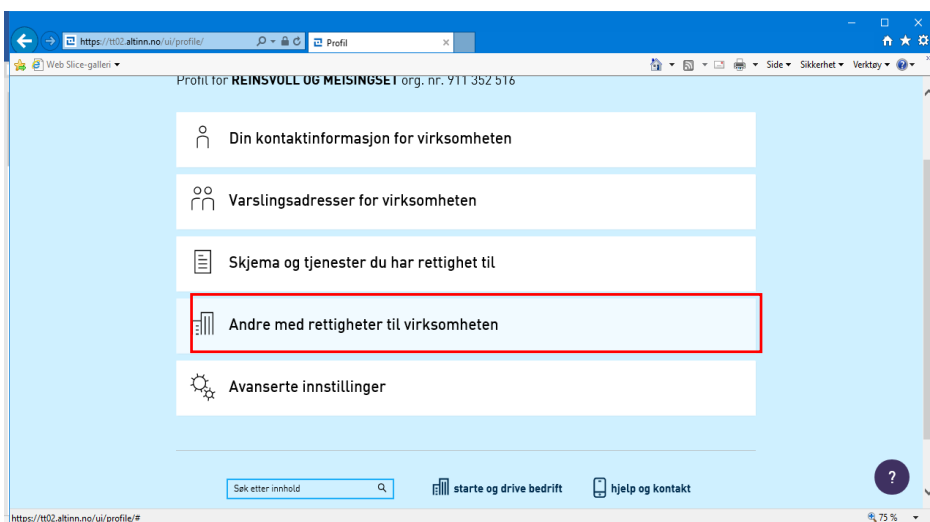 https://tt02.altinn.no/ui/profile/
Profil
Web Slice-galleri
Side Sikkerhet Verktøy
Profil for REINSVOLL OG MEISINGSET org. nr. 911 352 516
Din kontaktinformasjon for virksomheten
Varslingsadresser for virksomheten
Skjema og tjenester du har rettighet til
Andre med rettigheter til virksomheten
Avanserte innstillinger
Søk etter innhold
starte og drive bedrift
hjelp og kontakt
?
https://tt02.altinn.no/ui/profile/#
75 %